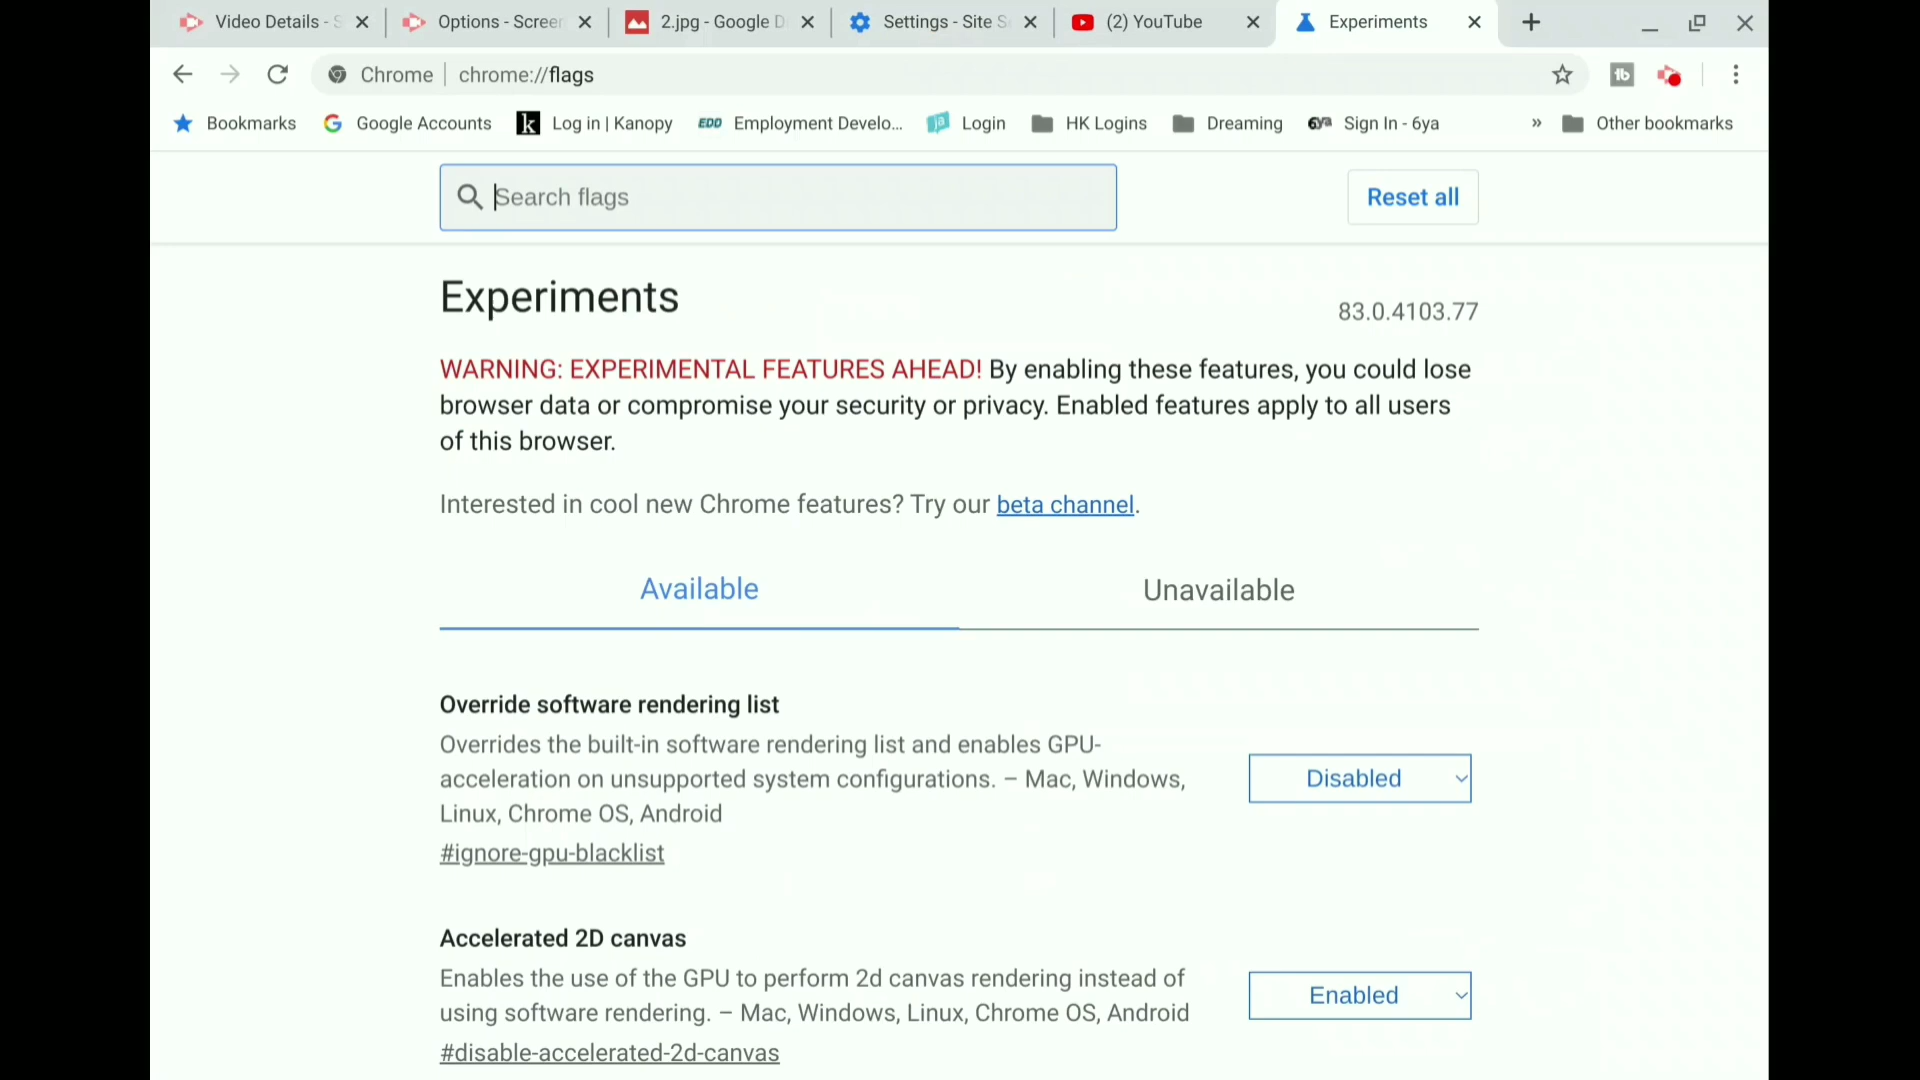 Video Details - S
Options - Screen
2.jpg - Google D
Settings - Site S
(2) YouTube
Experiments
Chrome chrome://flags
Bookmarks Google Accounts Log in | Kanopy EDD Employment Develo... ja Login HK Logins Dreaming 6ya Sign In - 6ya » Other bookmarks
Search flags
Reset all
Experiments
83.0.4103.77
WARNING: EXPERIMENTAL FEATURES AHEAD! By enabling these features, you could lose
browser data or compromise your security or privacy. Enabled features apply to all users
of this browser.
Interested in cool new Chrome features? Try our beta channel.
Available
Unavailable
Override software rendering list
Overrides the built-in software rendering list and enables GPU-
acceleration on unsupported system configurations. – Mac, Windows,
Linux, Chrome OS, Android
#ignore-gpu-blacklist
Disabled
Accelerated 2D canvas
Enables the use of the GPU to perform 2d canvas rendering instead of
using software rendering. – Mac, Windows, Linux, Chrome OS, Android
#disable-accelerated-2d-canvas
Enabled